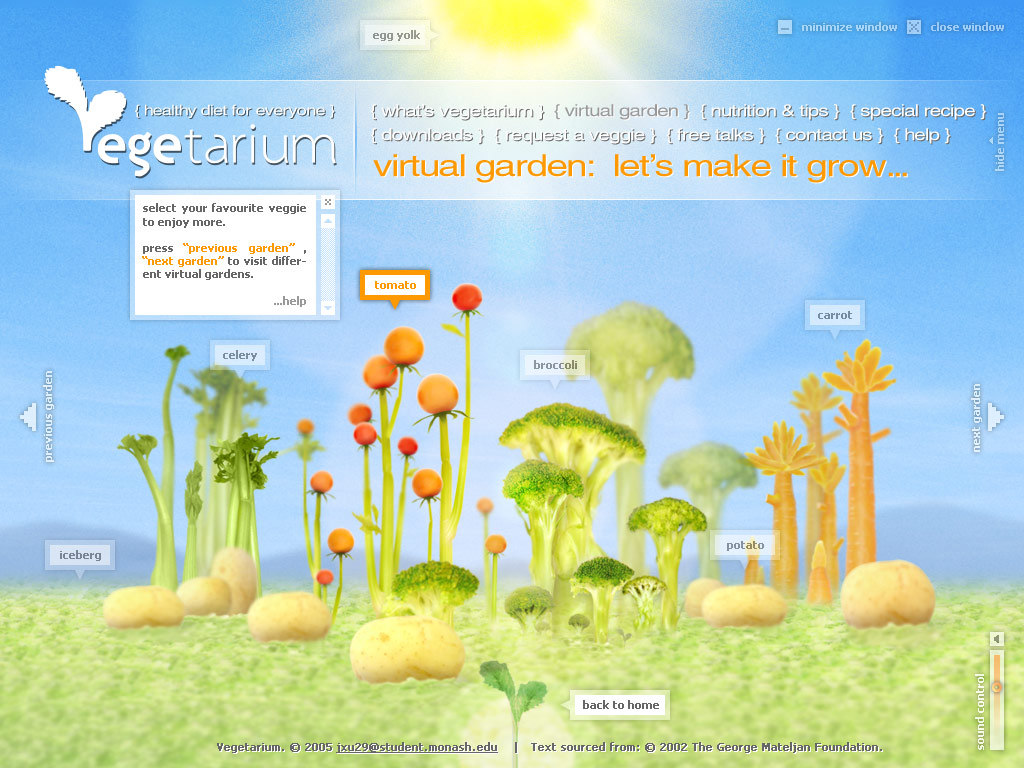 egg yolk
minimize window
close window
{ healthy diet for everyone }
Vegetarium
{ what's vegetarium } { virtual garden } { nutrition & tips } { special recipe }
{ downloads } { request a veggie } { free talks } { contact us } { help }
hide menu
virtual garden: let's make it grow...
select your favourite veggie
to enjoy more.
press "previous garden" ,
"next garden" to visit differ-
ent virtual gardens.
...help
tomato
carrot
celery
broccoli
previous garden
next garden
iceberg
potato
sound control
back to home
Vegetarium. © 2005 jxu29@student.monash.edu | Text sourced from: © 2002 The George Mateljan Foundation.